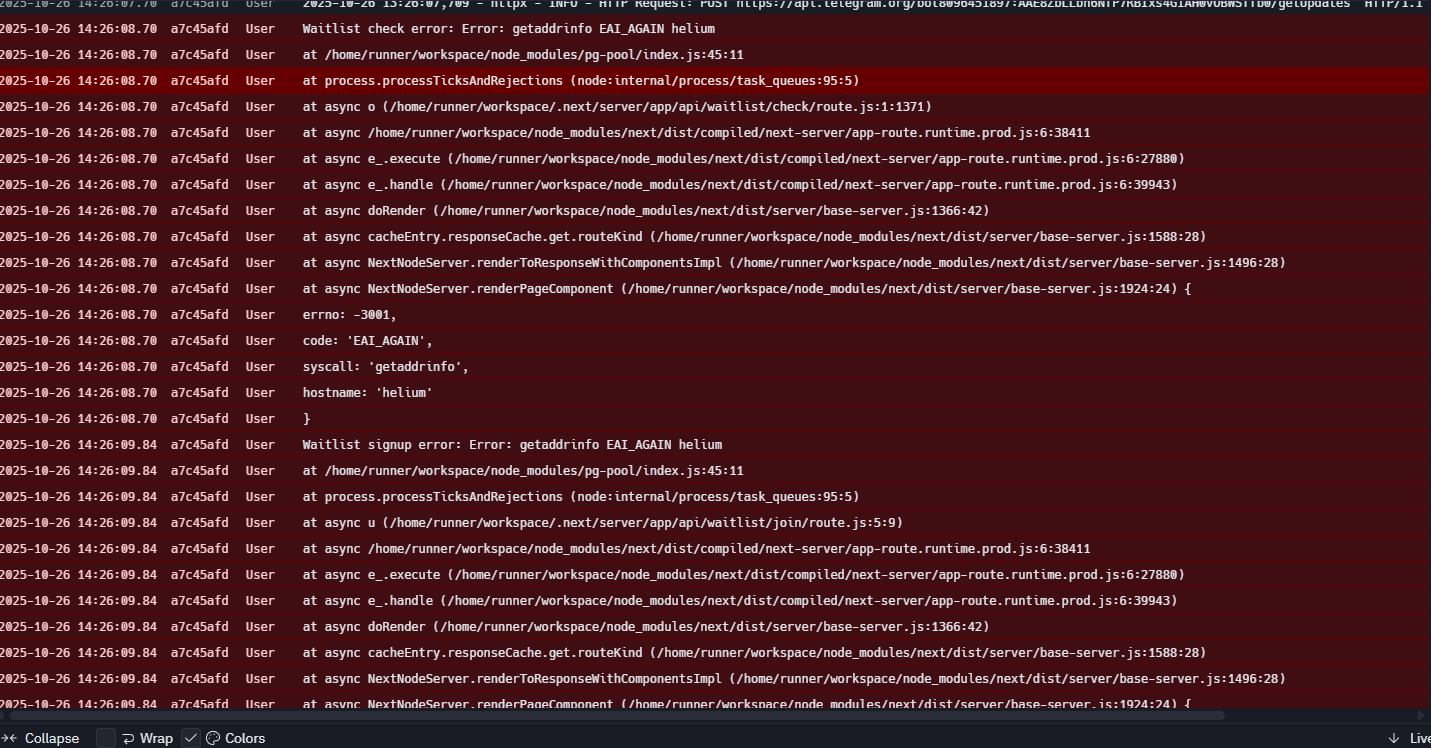 2025-10-26 14:26:07.70 a7c45afd User 2025-10-26 13:26:07,709 - httpx - INFO - HTTP Request: POST HTTP/1.1
2025-10-26 14:26:08.70 a7c45afd User Waitlist check error: Error: getaddrinfo EAI_AGAIN helium
2025-10-26 14:26:08.70 a7c45afd User at /home/runner/workspace/node_modules/pg-pool/index.js:45:11
2025-10-26 14:26:08.70 a7c45afd User at process.processTicksAndRejections (node:internal/process/task_queues:95:5)
2025-10-26 14:26:08.70 a7c45afd User at async o (/home/runner/workspace/.next/server/app/api/waitlist/check/route.js:1:1371)
2025-10-26 14:26:08.70 a7c45afd User at async /home/runner/workspace/node_modules/next/dist/compiled/next-server/app-route.runtime.prod.js:6:38411
2025-10-26 14:26:08.70 a7c45afd User at async e_.execute (/home/runner/workspace/node_modules/next/dist/compiled/next-server/app-route.runtime.prod.js:6:27880)
2025-10-26 14:26:08.70 a7c45afd User at async e_.handle (/home/runner/workspace/node_modules/next/dist/compiled/next-server/app-route.runtime.prod.js:6:39943)
2025-10-26 14:26:08.70 a7c45afd User at async doRender (/home/runner/workspace/node_modules/next/dist/server/base-server.js:1366:42)
2025-10-26 14:26:08.70 a7c45afd User at async cacheEntry.responseCache.get.routeKind (/home/runner/workspace/node_modules/next/dist/server/base-server.js:1588:28)
2025-10-26 14:26:08.70 a7c45afd User at async NextNodeServer.renderToResponseWithComponentsImpl (/home/runner/workspace/node_modules/next/dist/server/base-server.js:1496:28)
2025-10-26 14:26:08.70 a7c45afd User at async NextNodeServer.renderPageComponent (/home/runner/workspace/node_modules/next/dist/server/base-server.js:1924:24) {
2025-10-26 14:26:08.70 a7c45afd User errno: -3001,
2025-10-26 14:26:08.70 a7c45afd User code: 'EAI_AGAIN',
2025-10-26 14:26:08.70 a7c45afd User syscall: 'getaddrinfo',
2025-10-26 14:26:08.70 a7c45afd User hostname: 'helium'
2025-10-26 14:26:08.70 a7c45afd User }
2025-10-26 14:26:09.84 a7c45afd User Waitlist signup error: Error: getaddrinfo EAI_AGAIN helium
2025-10-26 14:26:09.84 a7c45afd User at /home/runner/workspace/node_modules/pg-pool/index.js:45:11
2025-10-26 14:26:09.84 a7c45afd User at process.processTicksAndRejections (node:internal/process/task_queues:95:5)
2025-10-26 14:26:09.84 a7c45afd User at async u (/home/runner/workspace/.next/server/app/api/waitlist/join/route.js:5:9)
2025-10-26 14:26:09.84 a7c45afd User at async /home/runner/workspace/node_modules/next/dist/compiled/next-server/app-route.runtime.prod.js:6:38411
2025-10-26 14:26:09.84 a7c45afd User at async e_.execute (/home/runner/workspace/node_modules/next/dist/compiled/next-server/app-route.runtime.prod.js:6:27880)
2025-10-26 14:26:09.84 a7c45afd User at async e_.handle (/home/runner/workspace/node_modules/next/dist/compiled/next-server/app-route.runtime.prod.js:6:39943)
2025-10-26 14:26:09.84 a7c45afd User at async doRender (/home/runner/workspace/node_modules/next/dist/server/base-server.js:1366:42)
2025-10-26 14:26:09.84 a7c45afd User at async cacheEntry.responseCache.get.routeKind (/home/runner/workspace/node_modules/next/dist/server/base-server.js:1588:28)
2025-10-26 14:26:09.84 a7c45afd User at async NextNodeServer.renderToResponseWithComponentsImpl (/home/runner/workspace/node_modules/next/dist/server/base-server.js:1496:28)
2025-10-26 14:26:09.84 a7c45afd User at async NextNodeServer.renderPageComponent (/home/runner/workspace/node_modules/next/dist/server/base-server.js:1924:24) {
Collapse Wrap Colors Live